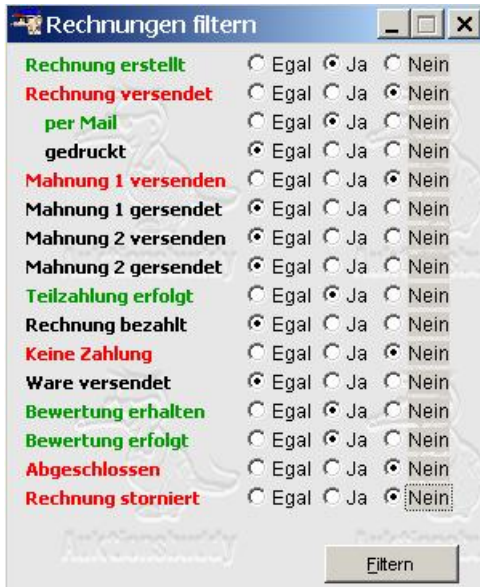 Rechnungen filtern
Rechnung erstellt Egal Ja Nein
Rechnung versendet Egal Ja Nein
per Mail Egal Ja Nein
gedruckt Egal Ja Nein
Mahnung 1 versenden Egal Ja Nein
Mahnung 1 gersendet Egal Ja Nein
Mahnung 2 versenden Egal Ja Nein
Mahnung 2 gersendet Egal Ja Nein
Teilzahlung erfolgt Egal Ja Nein
Rechnung bezahlt Egal Ja Nein
Keine Zahlung Egal Ja Nein
Ware versendet Egal Ja Nein
Bewertung erhalten Egal Ja Nein
Bewertung erfolgt Egal Ja Nein
Abgeschlossen Egal Ja Nein
Rechnung storniert Egal Ja Nein
Filtern